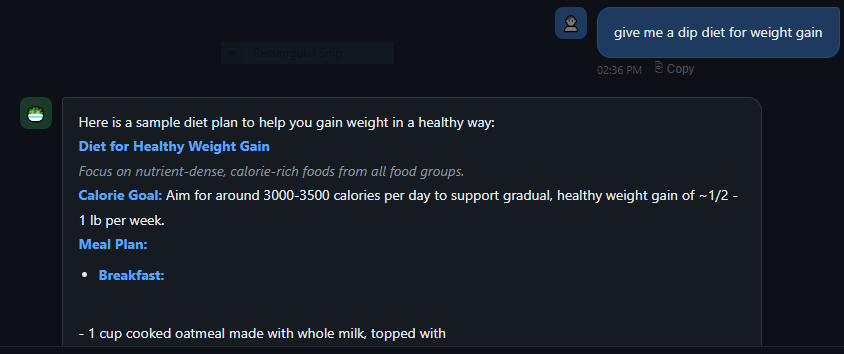 give me a dip diet for weight gain
02:36 PM Copy
Rectangular Snip
Here is a sample diet plan to help you gain weight in a healthy way:
Diet for Healthy Weight Gain
Focus on nutrient-dense, calorie-rich foods from all food groups.
Calorie Goal: Aim for around 3000-3500 calories per day to support gradual, healthy weight gain of ~1/2 -
1 lb per week.
Meal Plan:
• Breakfast:
- 1 cup cooked oatmeal made with whole milk, topped with